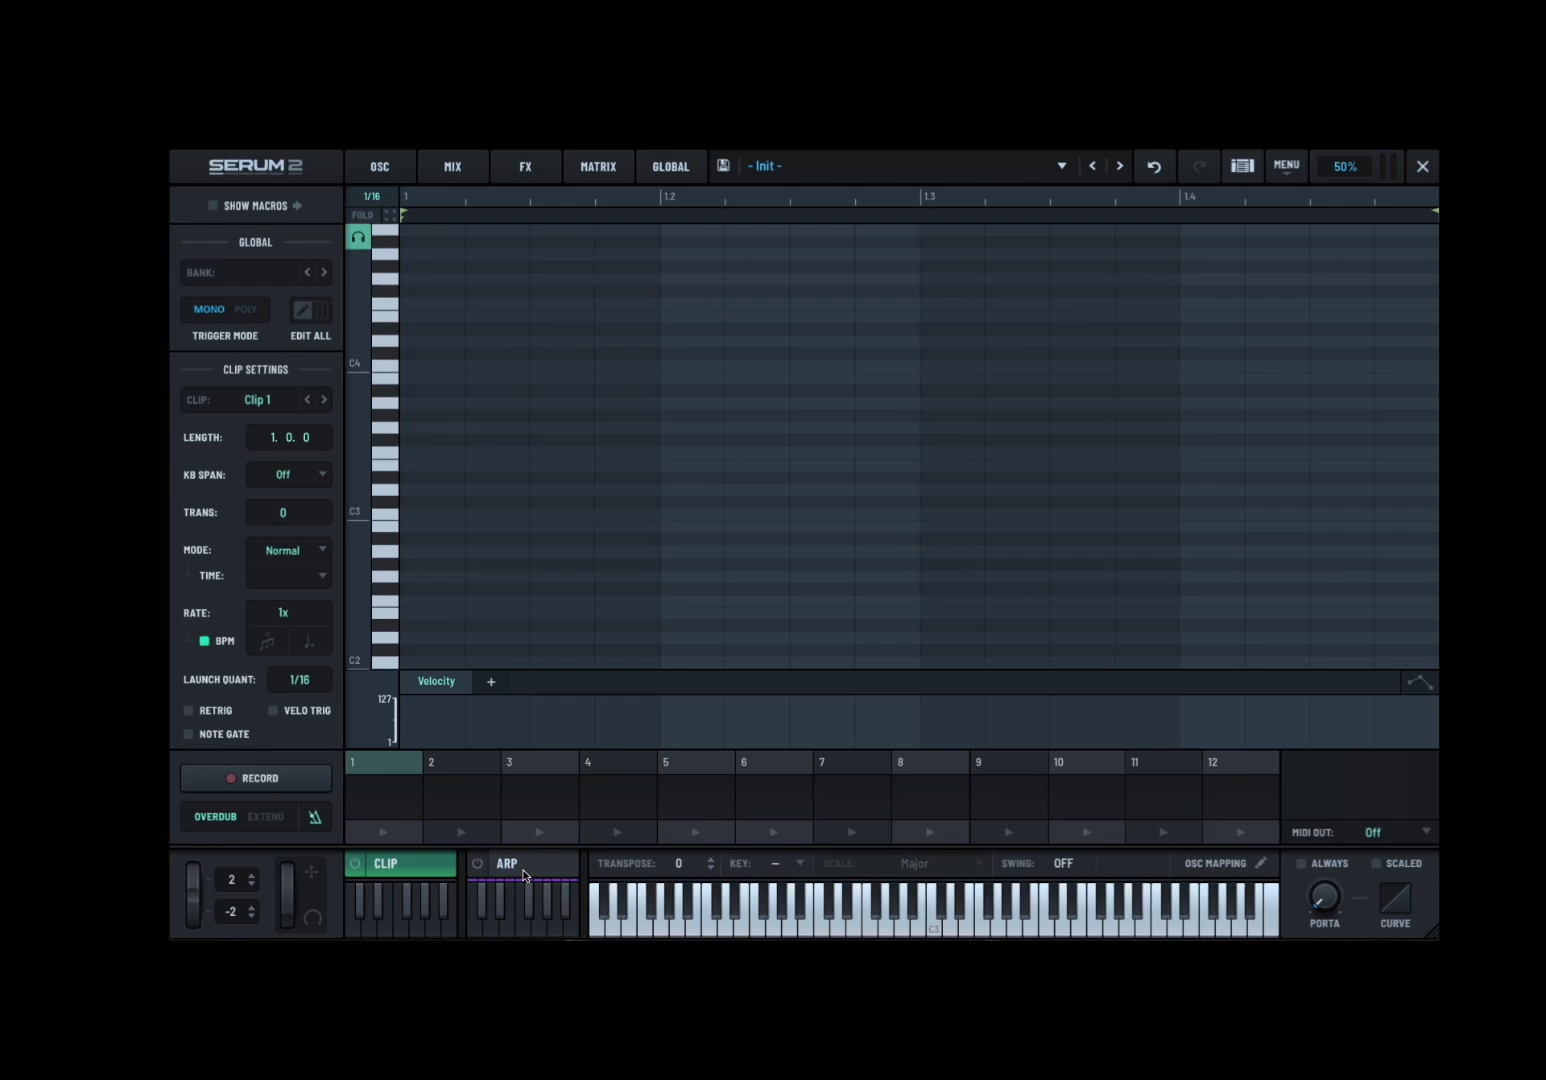 SERUM 2 OSC MIX FX MATRIX GLOBAL - Init - MENU 50%
SHOW MACROS
1/16 1 1.2 1.3 1.4
FOLD
GLOBAL
BANK:
MONO POLY
TRIGGER MODE EDIT ALL
CLIP SETTINGS
CLIP: Clip 1
LENGTH: 1. 0. 0
KB SPAN: Off
TRANS: 0
MODE: Normal
TIME:
RATE: 1x
BPM
LAUNCH QUANT: 1/16
RETRIG VELO TRIG
NOTE GATE
C4
C3
C2
Velocity +
127
1
RECORD
OVERDUB EXTEND
1 2 3 4 5 6 7 8 9 10 11 12
MIDI OUT: Off
2
-2
CLIP ARP TRANSPOSE: 0 KEY: – SCALE: Major SWING: OFF OSC MAPPING ALWAYS SCALED
C3
PORTA CURVE